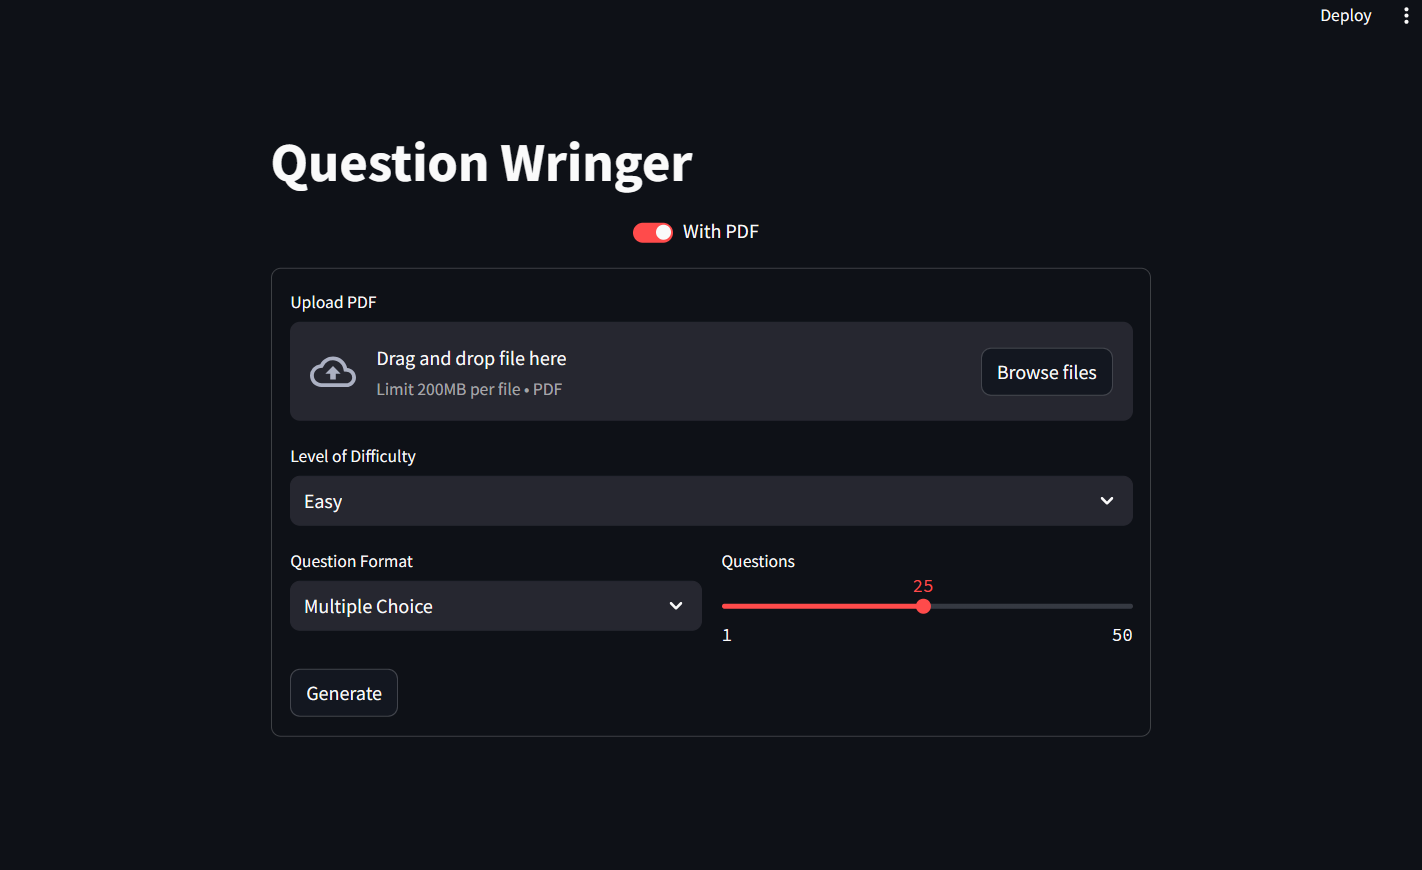 Deploy
Question Wringer
With PDF
Upload PDF
Drag and drop file here
Limit 200MB per file • PDF
Browse files
Level of Difficulty
Easy
Question Format
Multiple Choice
Questions
25
1
50
Generate